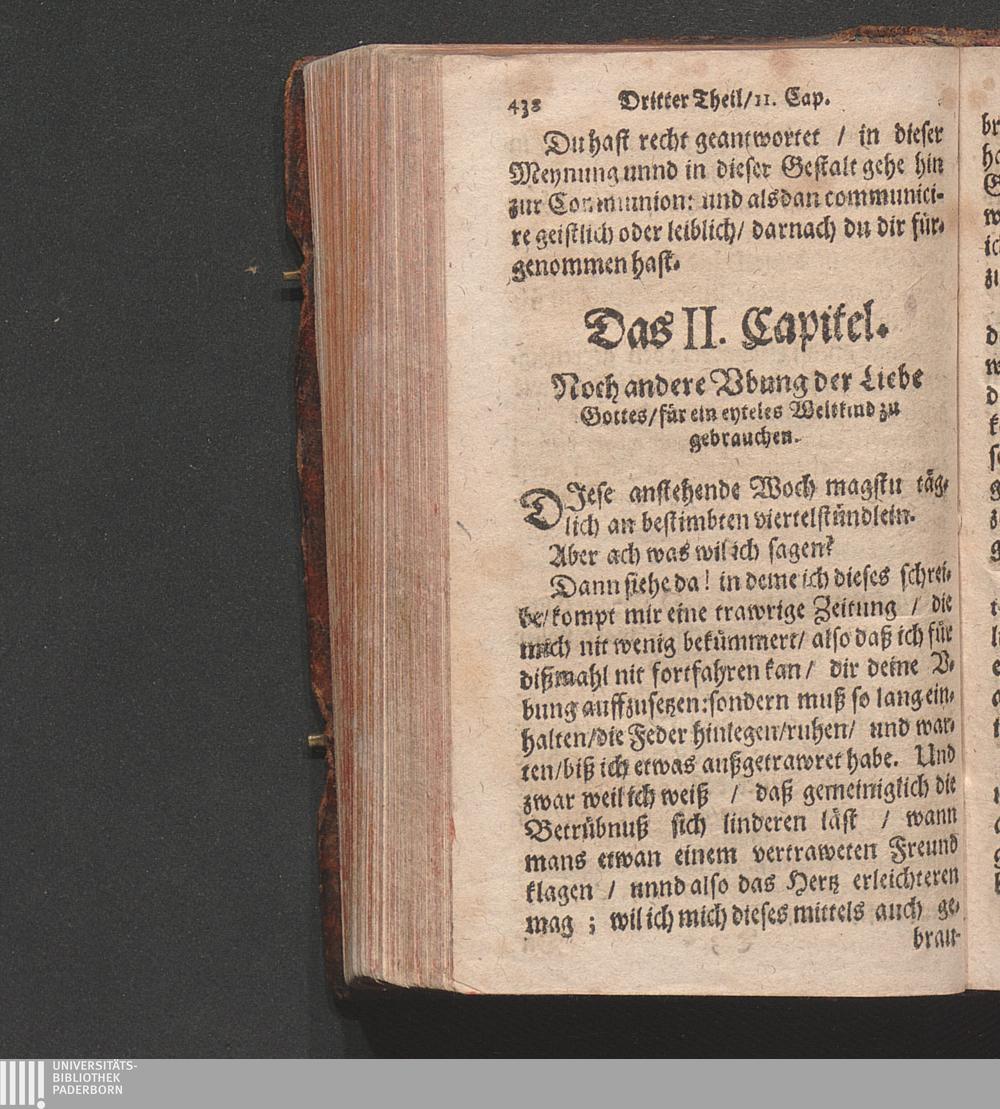 438 Dritter Theil/11. Cap.
Du hast recht geantwortet / in dieser
Meynung unnd in dieser Gestalt gehe hin
zur Communion: und alsdan communici-
re geistlich oder leiblich/ darnach du dir für-
genommen hast.
Das II. Capitel.
Noch andere Vbung der Liebe
Gottes/für ein eyteles Weltkind zu
gebrauchen.
DIese anstehende Woch magstu täg-
lich an bestimbten viertelstündlein.
Aber ach was wil ich sagen?
Dann siehe da! in deme ich dieses schrei-
be/kompt mir eine trawrige Zeitung / die
mich nit wenig bekümmert/ also daß ich für
dißmahl nit fortfahren kan/ dir deine V-
bung auffzusetzen:sondern muß so lang ein-
halten/die Feder hinlegen/ruhen/ und war-
ten/biß ich etwas außgetrawret habe. Und
zwar weil ich weiß / daß gemeiniglich die
Betrübnuß sich linderen läst / wann
mans etwan einem vertraweten Freund
klagen / unnd also das Hertz erleichteren
mag ; wil ich mich dieses mittels auch ge-
brau-
UNIVERSITÄTS-
BIBLIOTHEK
PADERBORN